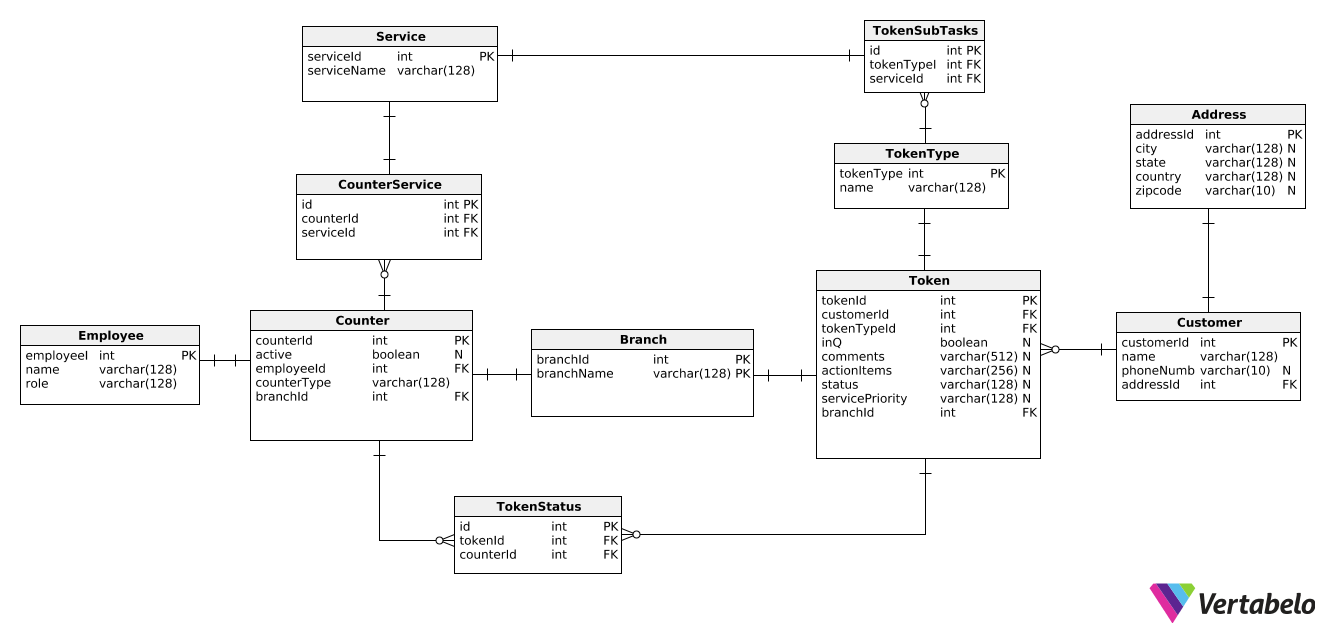 Service
serviceId int PK
serviceName varchar(128)
TokenSubTasks
id int PK
tokenTypeI int FK
serviceId int FK
Address
addressId int PK
city varchar(128) N
state varchar(128) N
country varchar(128) N
zipcode varchar(10) N
TokenType
tokenType int PK
name varchar(128)
CounterService
id int PK
counterId int FK
serviceId int FK
Token
tokenId int PK
customerId int FK
tokenTypeId int FK
inQ boolean N
comments varchar(512) N
actionItems varchar(256) N
status varchar(128) N
servicePriority varchar(128) N
branchId int FK
Counter
counterId int PK
active boolean N
employeeId int FK
counterType varchar(128)
branchId int FK
Customer
customerId int PK
name varchar(128)
phoneNumb varchar(10) N
addressId int FK
Employee
employeeI int PK
name varchar(128)
role varchar(128)
Branch
branchId int PK
branchName varchar(128) PK
TokenStatus
id int PK
tokenId int FK
counterId int FK
Vertabelo